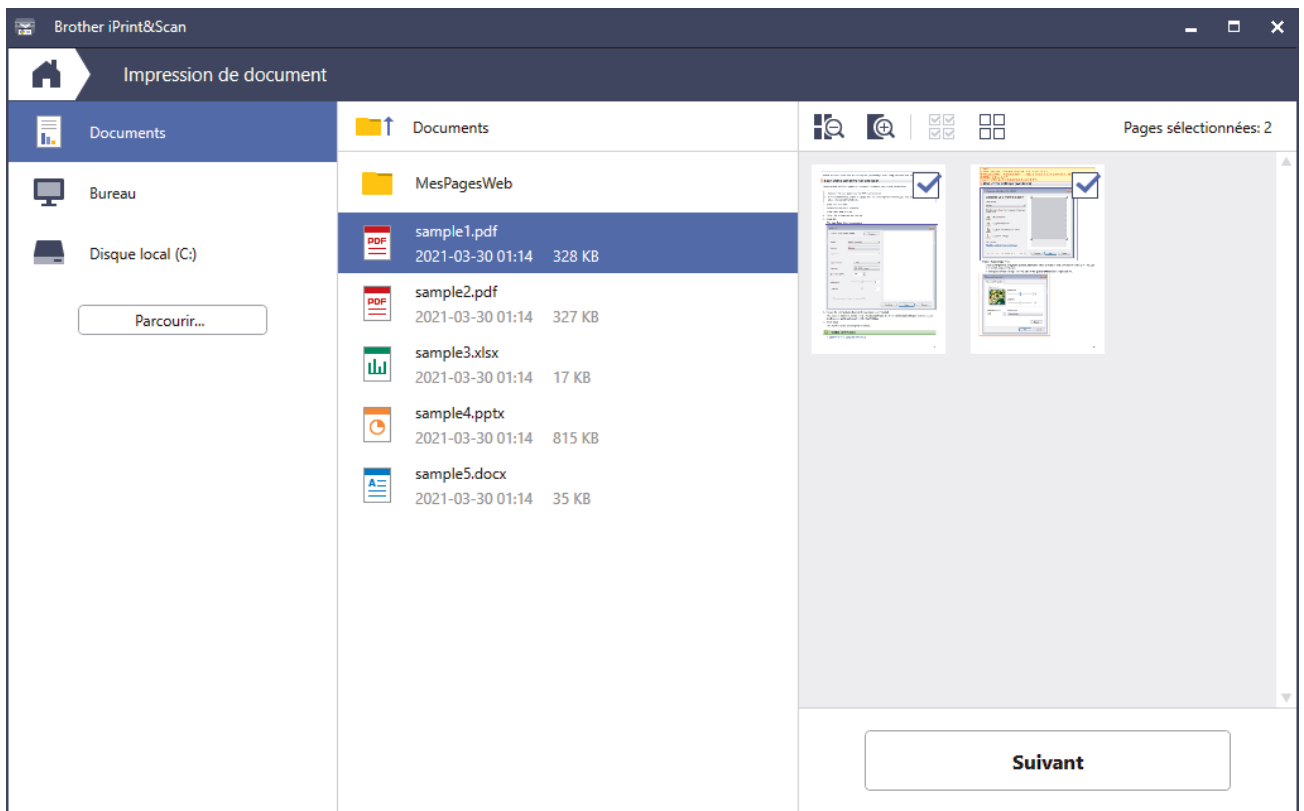 Brother iPrint&Scan
Impression de document
Documents
Bureau
Disque local (C:)
Parcourir...
Documents
MesPagesWeb
sample1.pdf
2021-03-30 01:14 328 KB
sample2.pdf
2021-03-30 01:14 327 KB
sample3.xlsx
2021-03-30 01:14 17 KB
sample4.pptx
2021-03-30 01:14 815 KB
sample5.docx
2021-03-30 01:14 35 KB
Pages sélectionnées: 2
Suivant